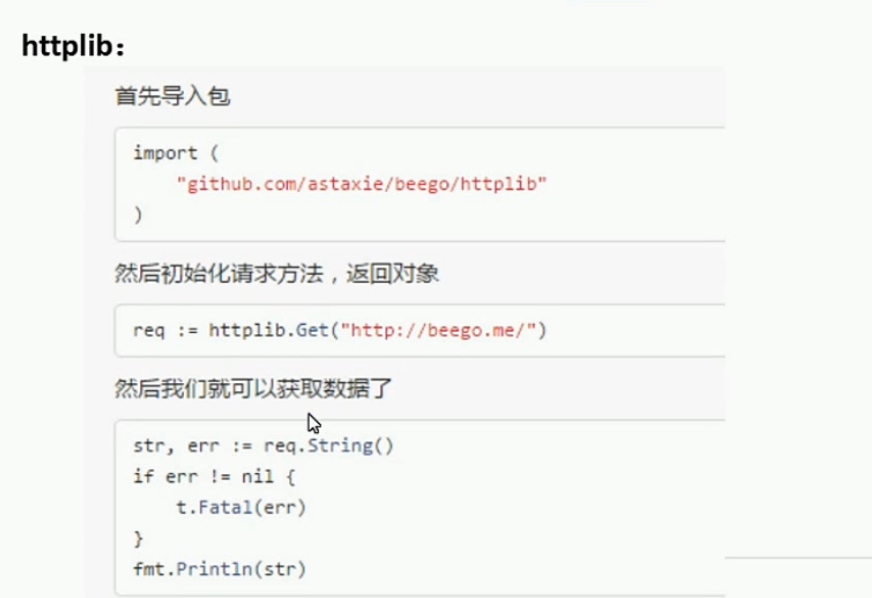 httplib：
首先导入包
import (
    "github.com/astaxie/beego/httplib"
)
然后初始化请求方法，返回对象
req := httplib.Get("http://beego.me/")
然后我们就可以获取数据了
str, err := req.String()
if err != nil {
    t.Fatal(err)
}
fmt.Println(str)